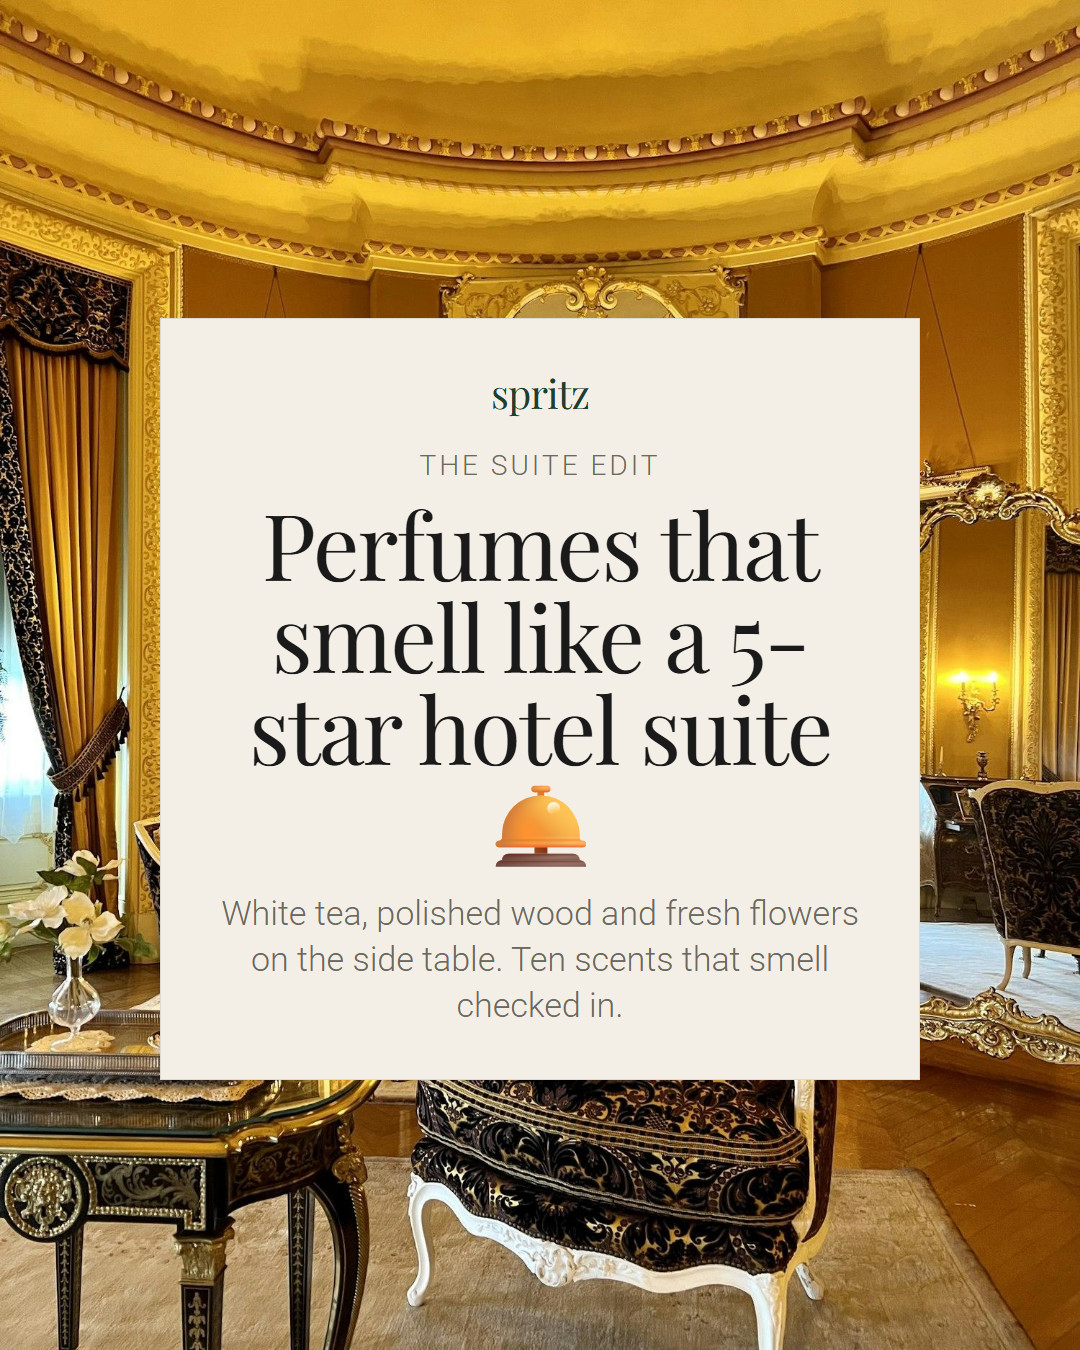 spritz
THE SUITE EDIT
Perfumes that
smell like a 5-
star hotel suite
White tea, polished wood and fresh flowers
on the side table. Ten scents that smell
checked in.